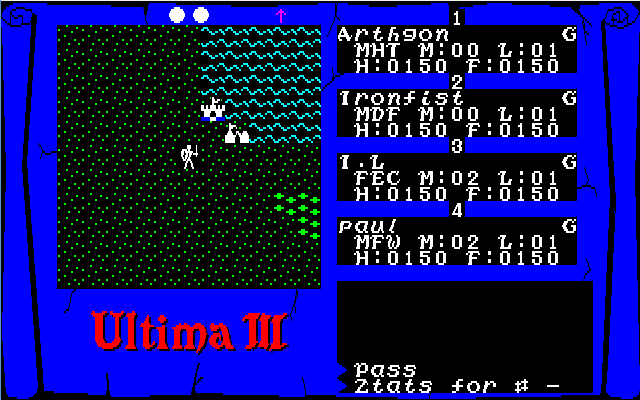 1
Arthgon G
MHT M:00 L:01
H:0150 F:0150
2
Ironfist G
MDF M:00 L:01
H:0150 F:0150
3
I.L G
FEC M:02 L:01
H:0150 F:0150
4
paul G
MFW M:02 L:01
H:0150 F:0150
Ultima III
Pass
Ztats for # -